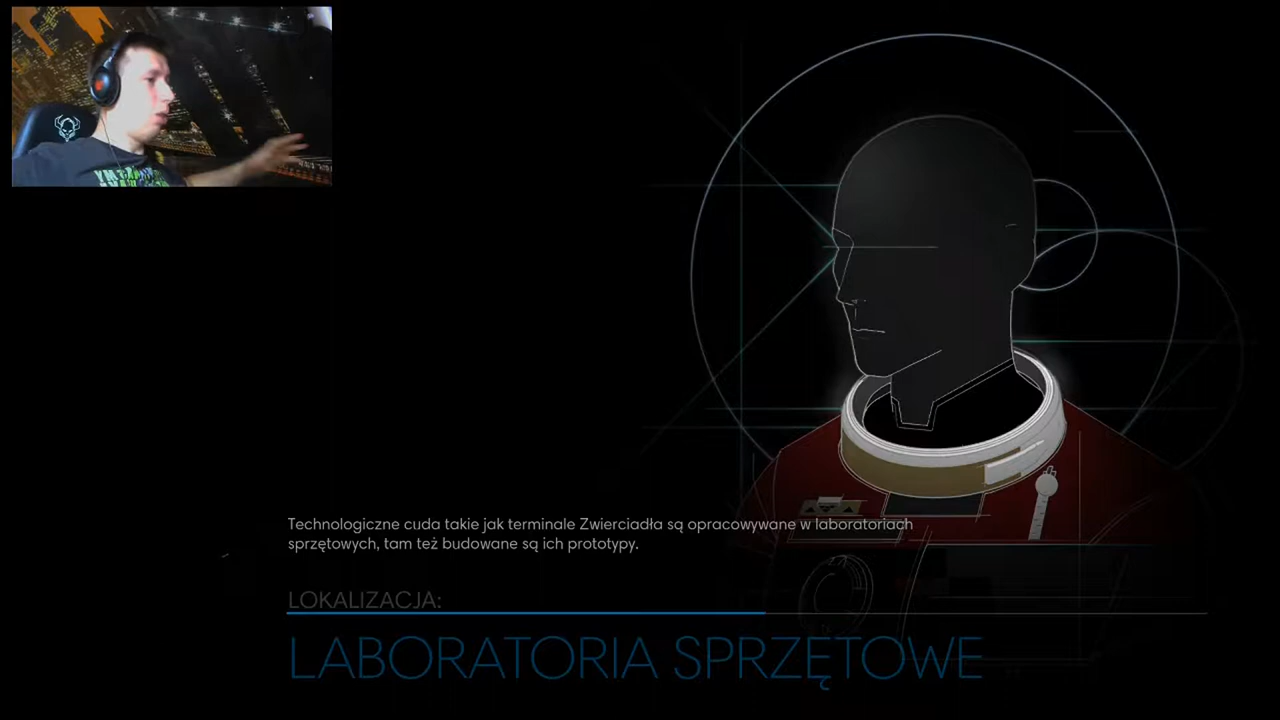 Technologiczne cuda takie jak terminale Zwierciadła są opracowywane w laboratoriach
sprzętowych, tam też budowane są ich prototypy.
LOKALIZACJA:
LABORATORIA SPRZĘTOWE